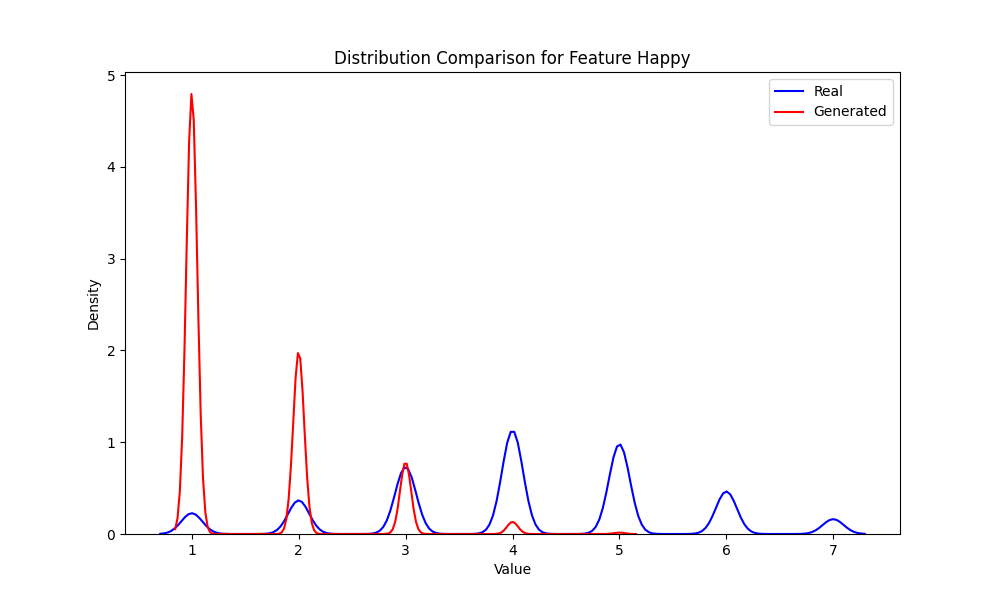 Distribution Comparison for Feature Happy
Real
Generated
5
4
3
2
1
0
Density
1 2 3 4 5 6 7
Value